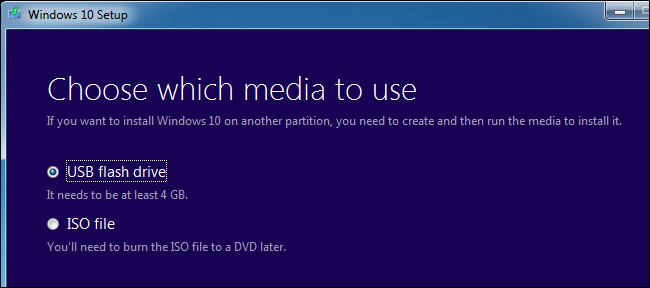 Windows 10 Setup
Choose which media to use
If you want to install Windows 10 on another partition, you need to create and then run the media to install it.
USB flash drive
It needs to be at least 4 GB.
ISO file
You'll need to burn the ISO file to a DVD later.